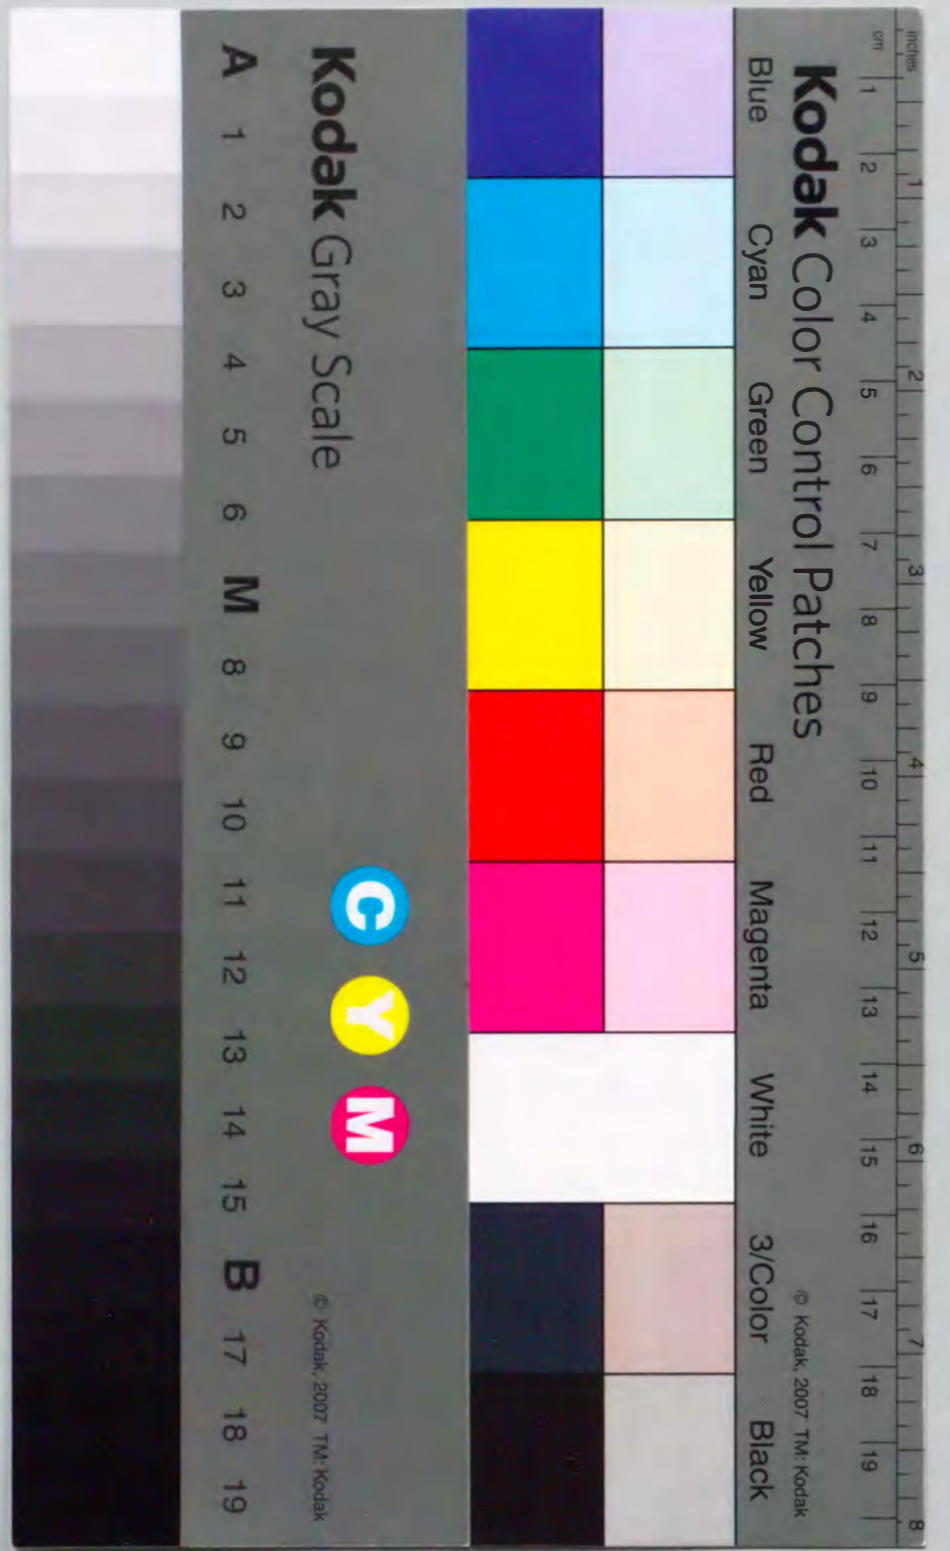 inches 1 2 3 4 5 6 7 8
cm 1 2 3 4 5 6 7 8 9 10 11 12 13 14 15 16 17 18 19
Kodak Color Control Patches
© Kodak, 2007 TM: Kodak
Blue Cyan Green Yellow Red Magenta White 3/Color Black
Kodak Gray Scale
C Y M
© Kodak, 2007 TM: Kodak
A 1 2 3 4 5 6 M 8 9 10 11 12 13 14 15 B 17 18 19